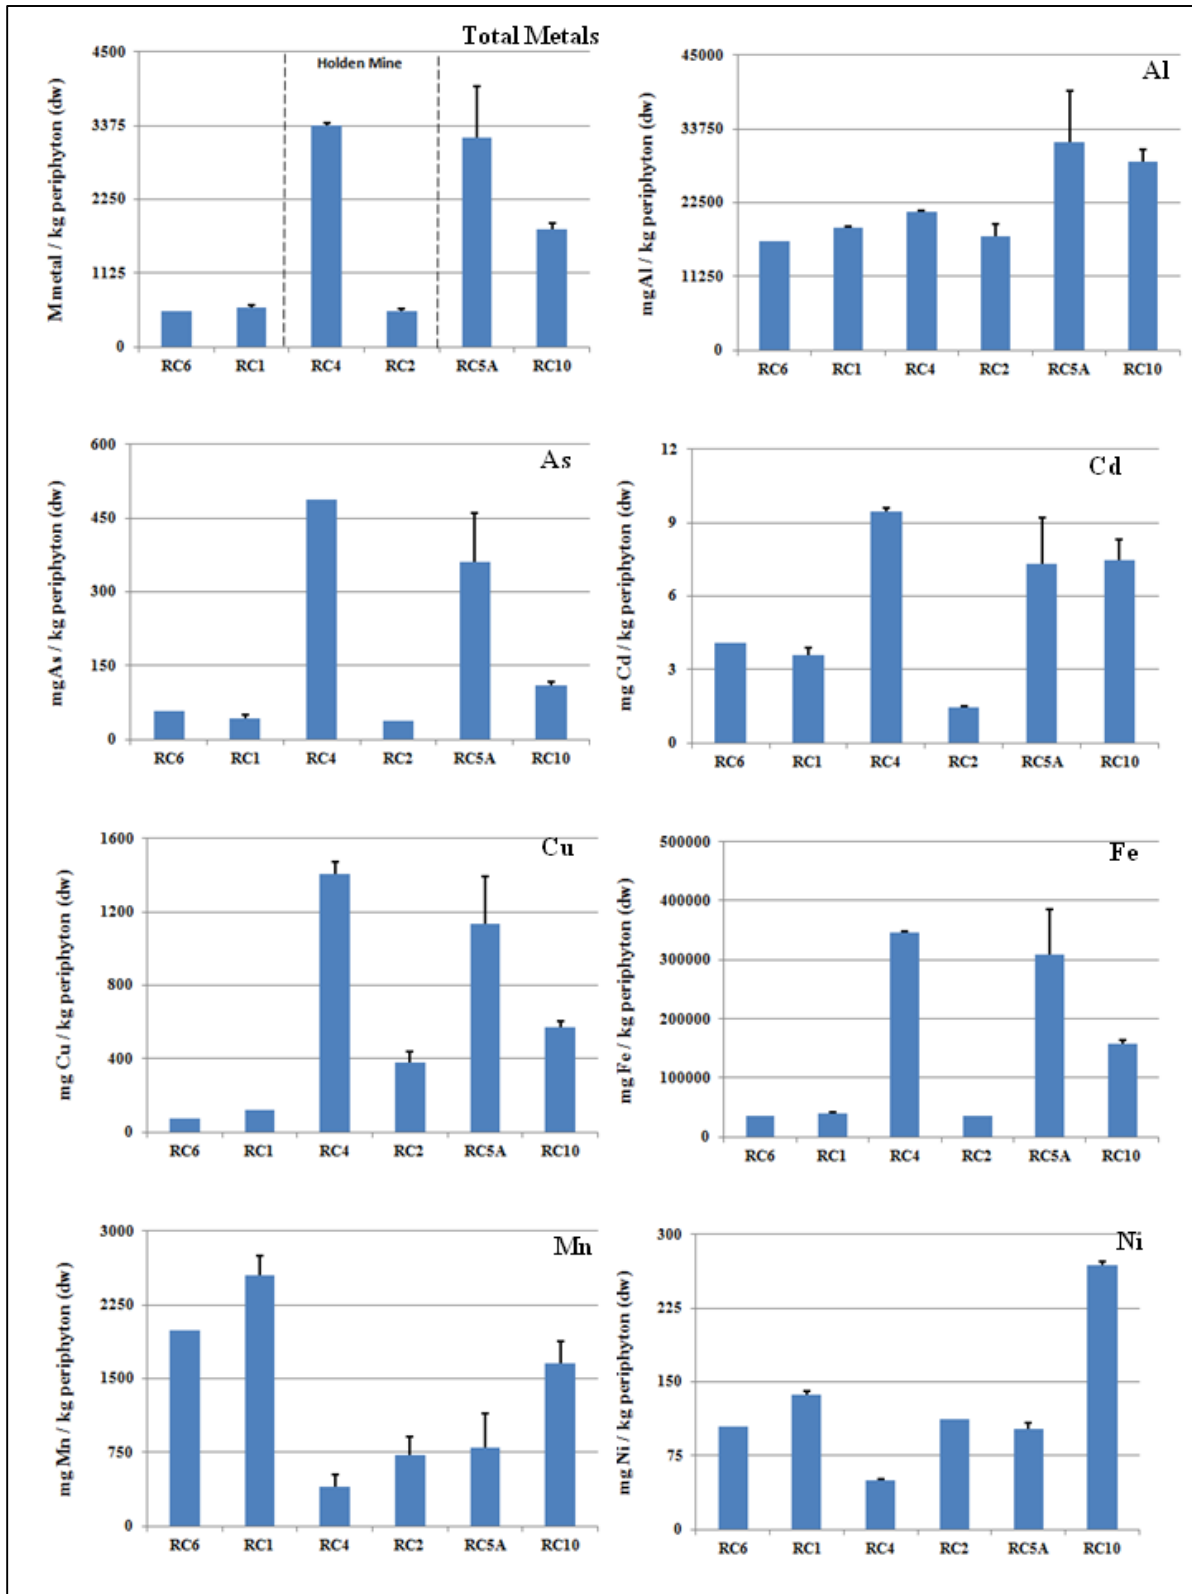 Total Metals
Holden Mine
Mmetal / kg periphyton (dw)
4500
3375
2250
1125
0
RC6 RC1 RC4 RC2 RC5A RC10
Al
mg Al / kg periphyton (dw)
45000
33750
22500
11250
0
RC6 RC1 RC4 RC2 RC5A RC10
As
mg As / kg periphyton (dw)
600
450
300
150
0
RC6 RC1 RC4 RC2 RC5A RC10
Cd
mg Cd / kg periphyton (dw)
12
9
6
3
0
RC6 RC1 RC4 RC2 RC5A RC10
Cu
mg Cu / kg periphyton (dw)
1600
1200
800
400
0
RC6 RC1 RC4 RC2 RC5A RC10
Fe
mg Fe / kg periphyton (dw)
500000
400000
300000
200000
100000
0
RC6 RC1 RC4 RC2 RC5A RC10
Mn
mg Mn / kg periphyton (dw)
3000
2250
1500
750
0
RC6 RC1 RC4 RC2 RC5A RC10
Ni
mg Ni / kg periphyton (dw)
300
225
150
75
0
RC6 RC1 RC4 RC2 RC5A RC10